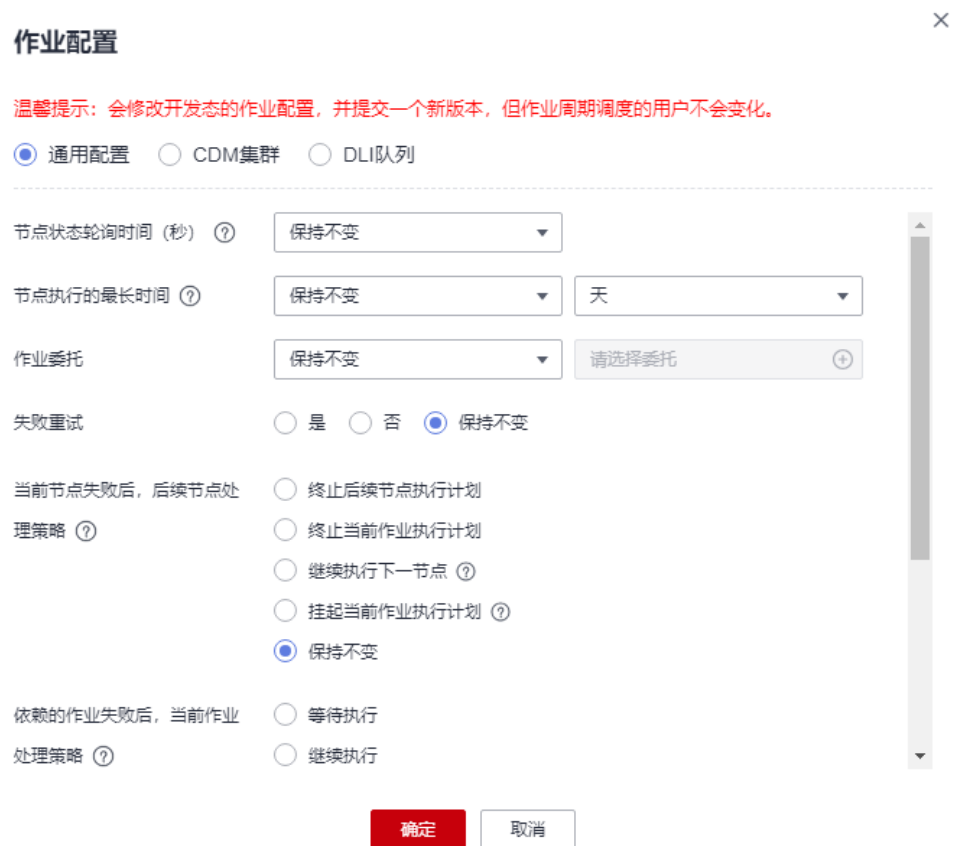 作业配置
温馨提示：会修改开发态的作业配置，并提交一个新版本，但作业周期调度的用户不会变化。
通用配置 CDM集群 DLI队列
节点状态轮询时间（秒） ? 保持不变
节点执行的最长时间 ? 保持不变 天
作业委托 保持不变 请选择委托
失败重试 是 否 保持不变
当前节点失败后，后续节点处
理策略 ?
终止后续节点执行计划
终止当前作业执行计划
继续执行下一节点 ?
挂起当前作业执行计划 ?
保持不变
依赖的作业失败后，当前作业
处理策略 ?
等待执行
继续执行
确定 取消